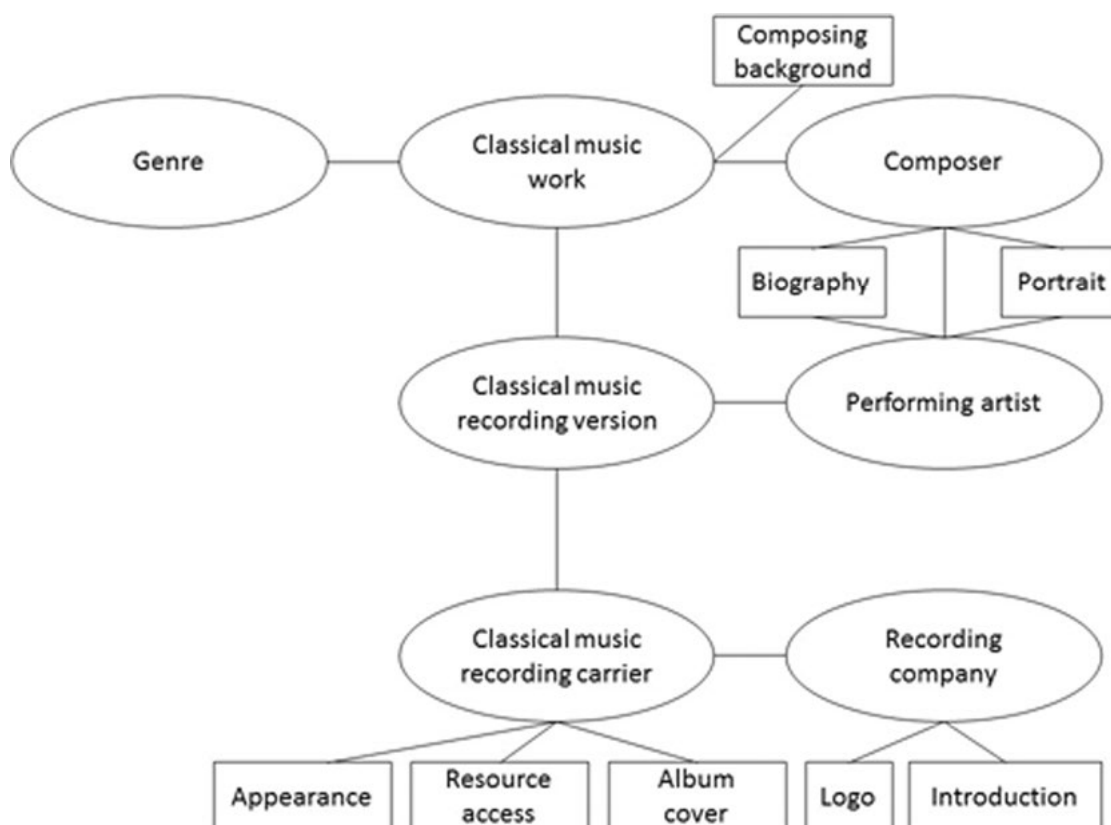 Composing
background
Genre
Classical music
work
Composer
Biography
Portrait
Classical music
recording version
Performing artist
Classical music
recording carrier
Recording
company
Appearance
Resource
access
Album
cover
Logo
Introduction